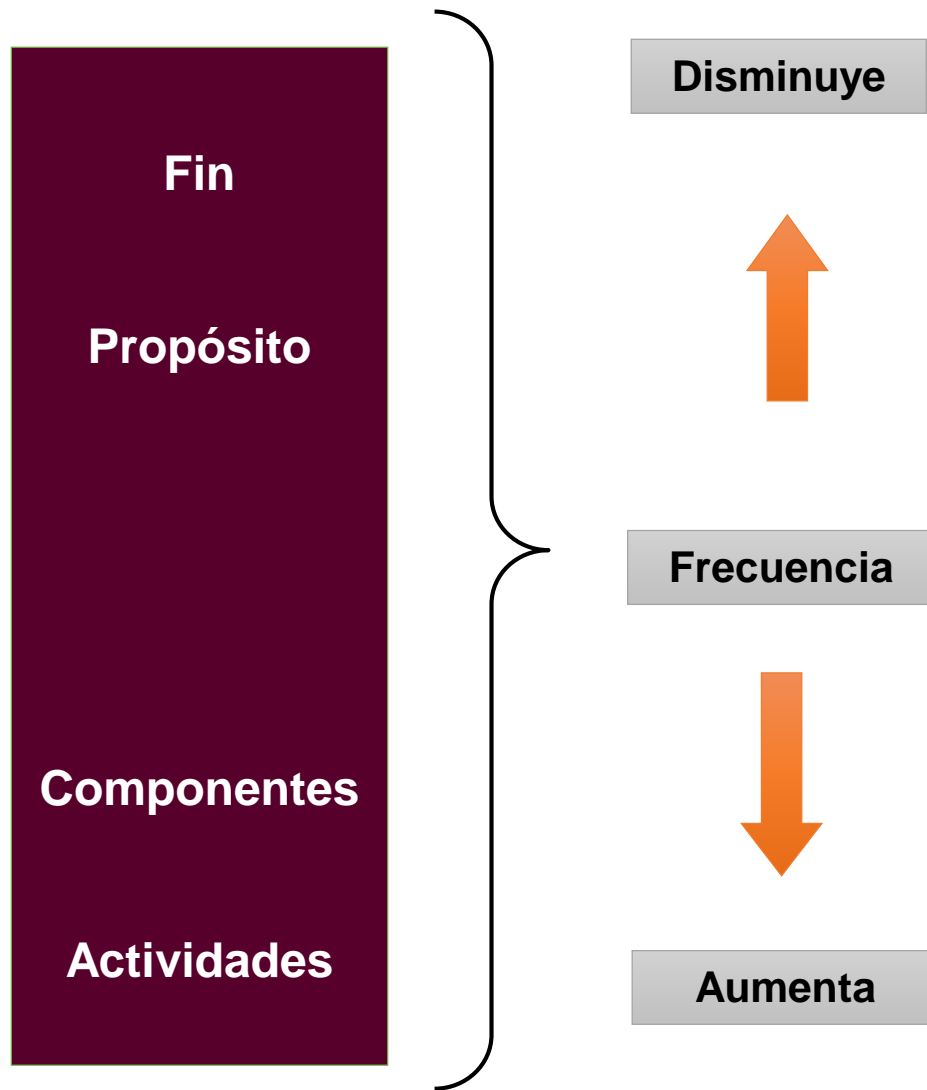 Fin
Propósito
Componentes
Actividades
Disminuye
Frecuencia
Aumenta